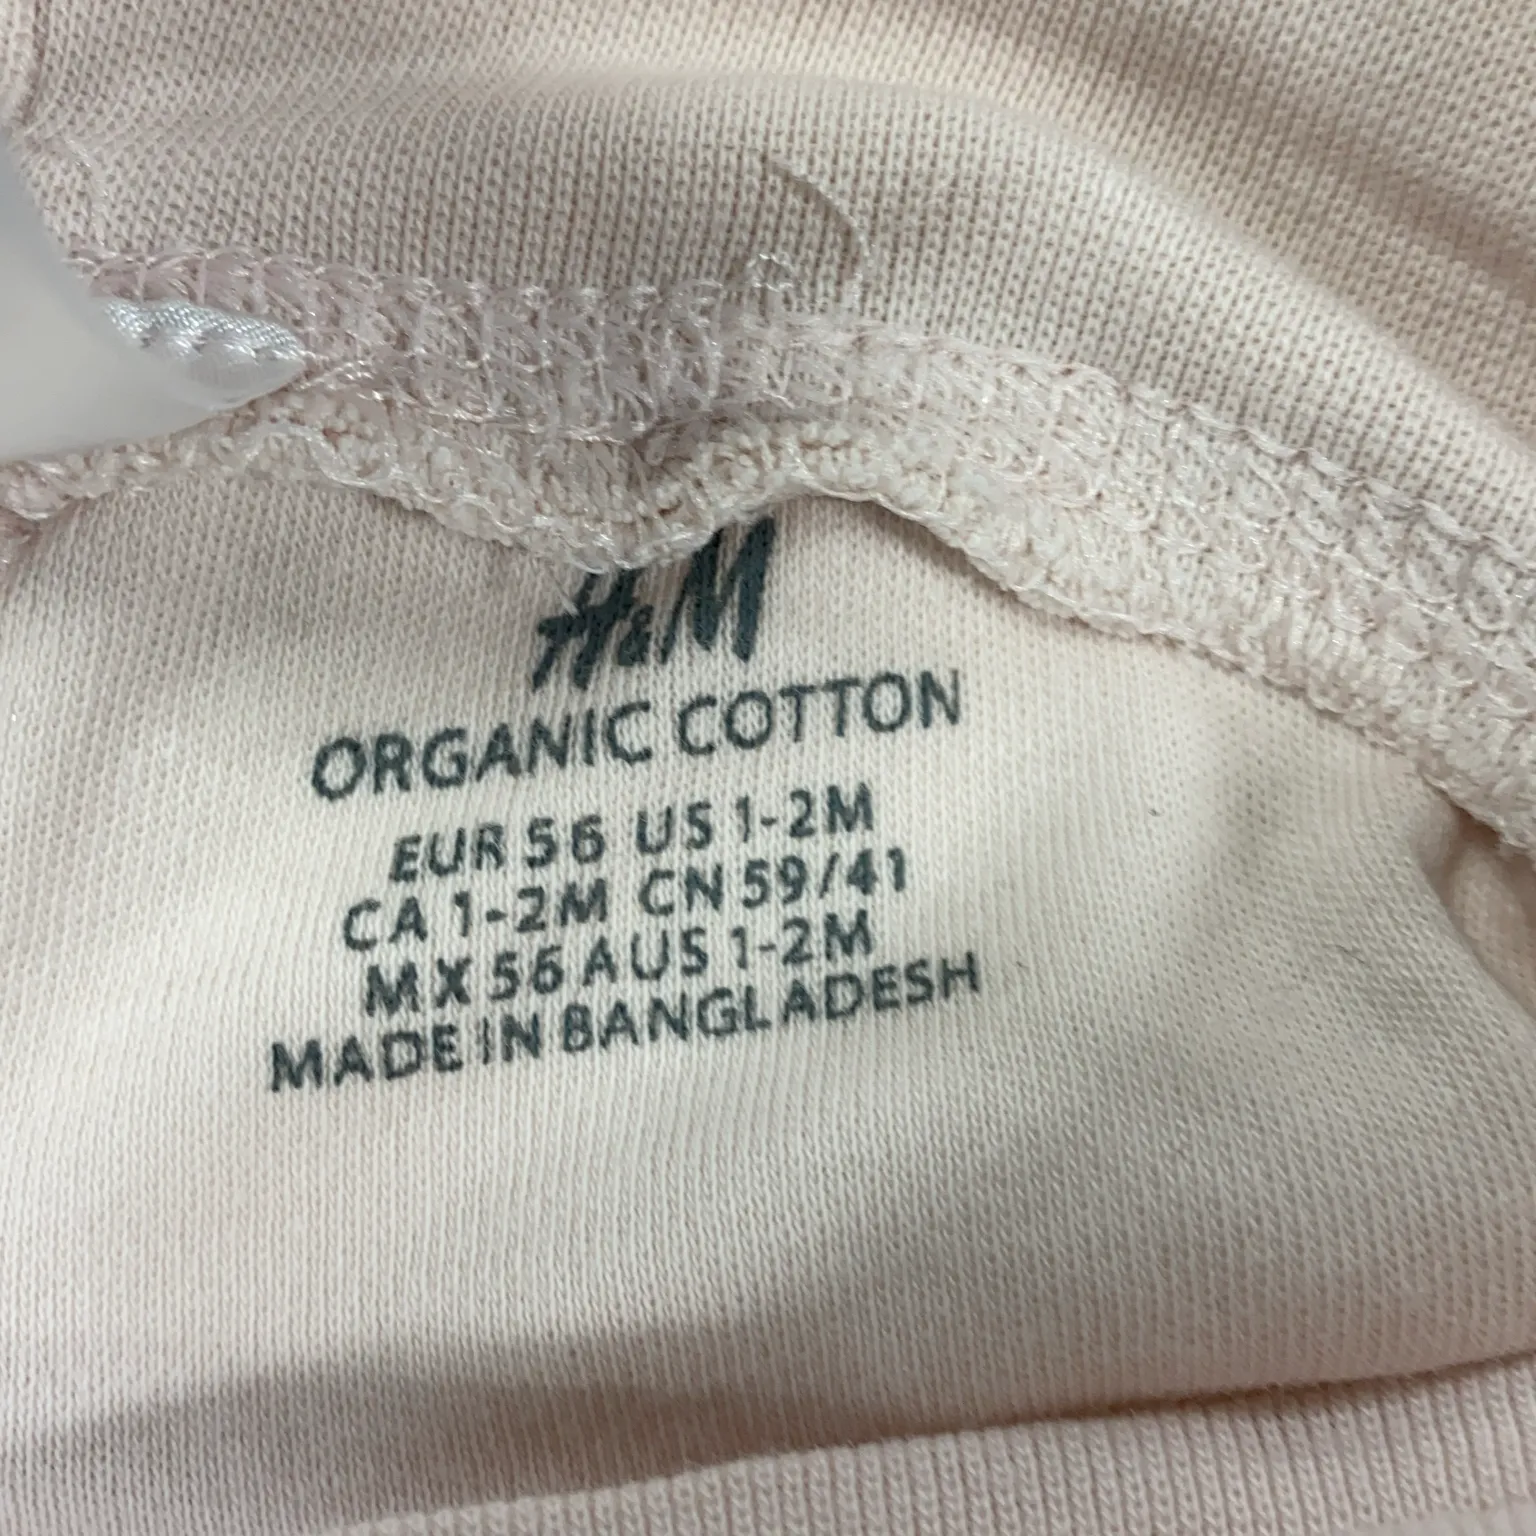 H&M
ORGANIC COTTON
EUR 56 US 1-2M
CA 1-2M CN 59/41
MX 56 AUS 1-2M
MADE IN BANGLADESH